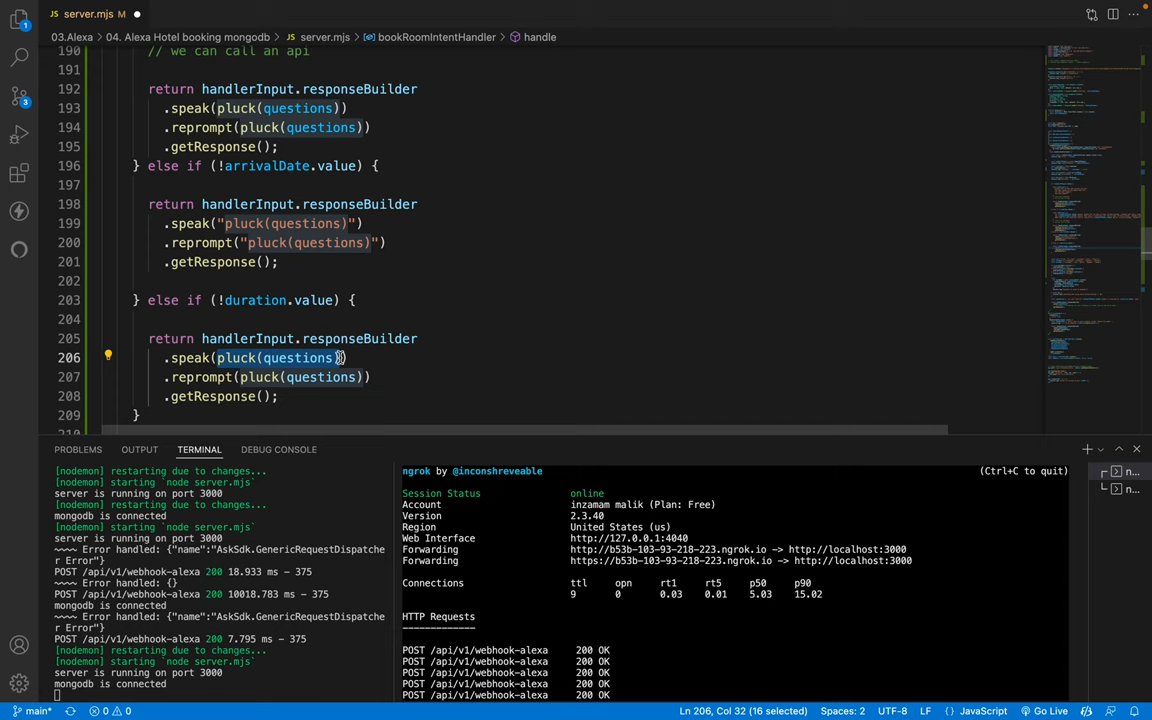 server.mjs M
03.Alexa > 04. Alexa Hotel booking mongodb > JS server.mjs > bookRoomIntentHandler > handle
190 // we can call an api
191
192 return handlerInput.responseBuilder
193 .speak(pluck(questions))
194 .reprompt(pluck(questions))
195 .getResponse();
196 } else if (!arrivalDate.value) {
197
198 return handlerInput.responseBuilder
199 .speak("pluck(questions)")
200 .reprompt("pluck(questions)")
201 .getResponse();
202
203 } else if (!duration.value) {
204
205 return handlerInput.responseBuilder
206 .speak(pluck(questions))
207 .reprompt(pluck(questions))
208 .getResponse();
209 }
PROBLEMS OUTPUT TERMINAL DEBUG CONSOLE
[nodemon] restarting due to changes...
[nodemon] starting `node server.mjs`
server is running on port 3000
[nodemon] restarting due to changes...
mongodb is connected
[nodemon] starting `node server.mjs`
server is running on port 3000
~~~~ Error handled: {"name":"AskSdk.GenericRequestDispatche
r Error"}
POST /api/v1/webhook-alexa 200 18.933 ms - 375
~~~~ Error handled: {}
POST /api/v1/webhook-alexa 200 10018.783 ms - 375
mongodb is connected
~~~~ Error handled: {"name":"AskSdk.GenericRequestDispatche
r Error"}
POST /api/v1/webhook-alexa 200 7.795 ms - 375
[nodemon] restarting due to changes...
[nodemon] starting `node server.mjs`
server is running on port 3000
mongodb is connected
ngrok by @inconshreveable (Ctrl+C to quit)
Session Status online
Account inzamam malik (Plan: Free)
Version 2.3.40
Region United States (us)
Web Interface http://127.0.0.1:4040
Forwarding http://b53b-103-93-218-223.ngrok.io -> http://localhost:3000
Forwarding https://b53b-103-93-218-223.ngrok.io -> http://localhost:3000
Connections ttl opn rt1 rt5 p50 p90
9 0 0.03 0.01 5.03 15.02
HTTP Requests
-------------
POST /api/v1/webhook-alexa 200 OK
POST /api/v1/webhook-alexa 200 OK
POST /api/v1/webhook-alexa 200 OK
POST /api/v1/webhook-alexa 200 OK
POST /api/v1/webhook-alexa 200 OK
n...
n...
main* 0 0 Ln 206, Col 32 (16 selected) Spaces: 2 UTF-8 LF {} JavaScript Go Live